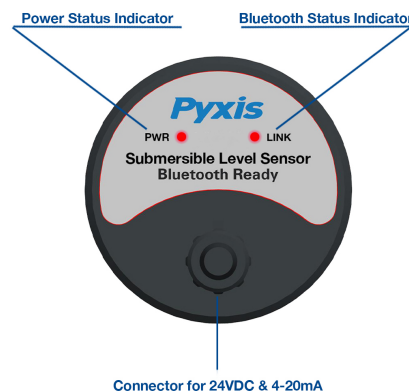 Power Status Indicator
Bluetooth Status Indicator
Pyxis
PWR
LINK
Submersible Level Sensor
Bluetooth Ready
Connector for 24VDC & 4-20mA